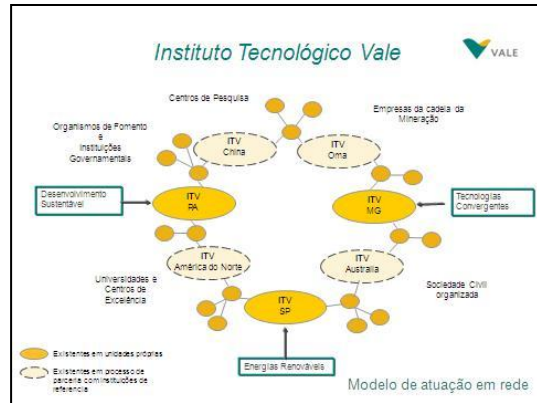 Instituto Tecnológico Vale
VALE
Centros de Pesquisa
Empresas da cadeia da
Mineração
Organismos de Fomento
e
Instituições
Governamentais
ITV
China
ITV
Oma
Desenvolvimento
Sustentável
ITV
PA
ITV
MG
Tecnologias
Convergentes
ITV
América do Norte
ITV
Australia
Universidades e
Centros de
Excelência
Sociedade Civil
organizada
ITV
SP
Existentes em unidades próprias
Existentes em processo de
parceria com instituições de
referencia
Energias Renováveis
Modelo de atuação em rede